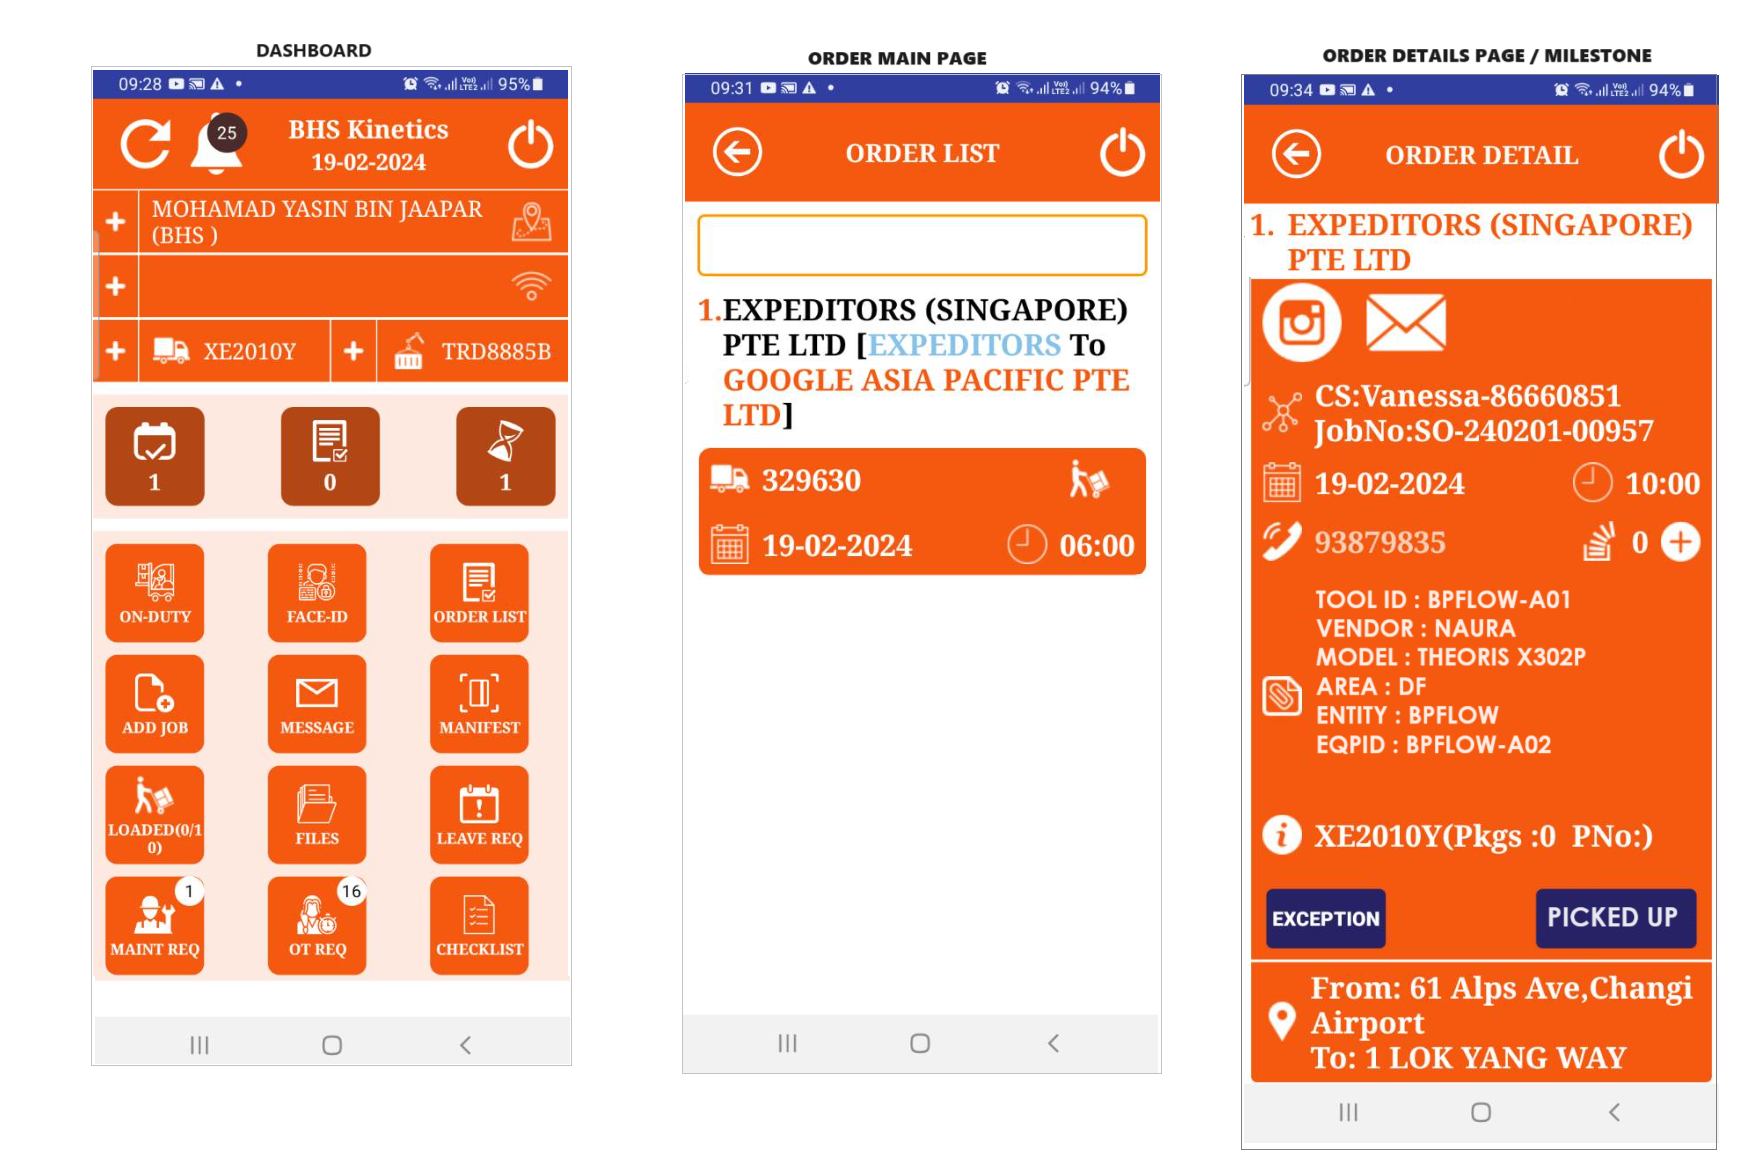 DASHBOARD
09:28
95%
25
BHS Kinetics
19-02-2024
MOHAMAD YASIN BIN JAAPAR
(BHS )
XE2010Y
TRD8885B
1
0
1
ON-DUTY
FACE-ID
ORDER LIST
ADD JOB
MESSAGE
MANIFEST
LOADED(0/1
0)
FILES
LEAVE REQ
1
MAINT REQ
16
OT REQ
CHECKLIST
ORDER MAIN PAGE
09:31
94%
ORDER LIST
1.EXPEDITORS (SINGAPORE)
PTE LTD [EXPEDITORS To
GOOGLE ASIA PACIFIC PTE
LTD]
329630
19-02-2024
06:00
ORDER DETAILS PAGE / MILESTONE
09:34
94%
ORDER DETAIL
1. EXPEDITORS (SINGAPORE)
PTE LTD
CS:Vanessa-86660851
JobNo:SO-240201-00957
19-02-2024
10:00
93879835
0
TOOL ID : BPFLOW-A01
VENDOR : NAURA
MODEL : THEORIS X302P
AREA : DF
ENTITY : BPFLOW
EQPID : BPFLOW-A02
XE2010Y(Pkgs :0 PNo:)
EXCEPTION
PICKED UP
From: 61 Alps Ave,Changi
Airport
To: 1 LOK YANG WAY